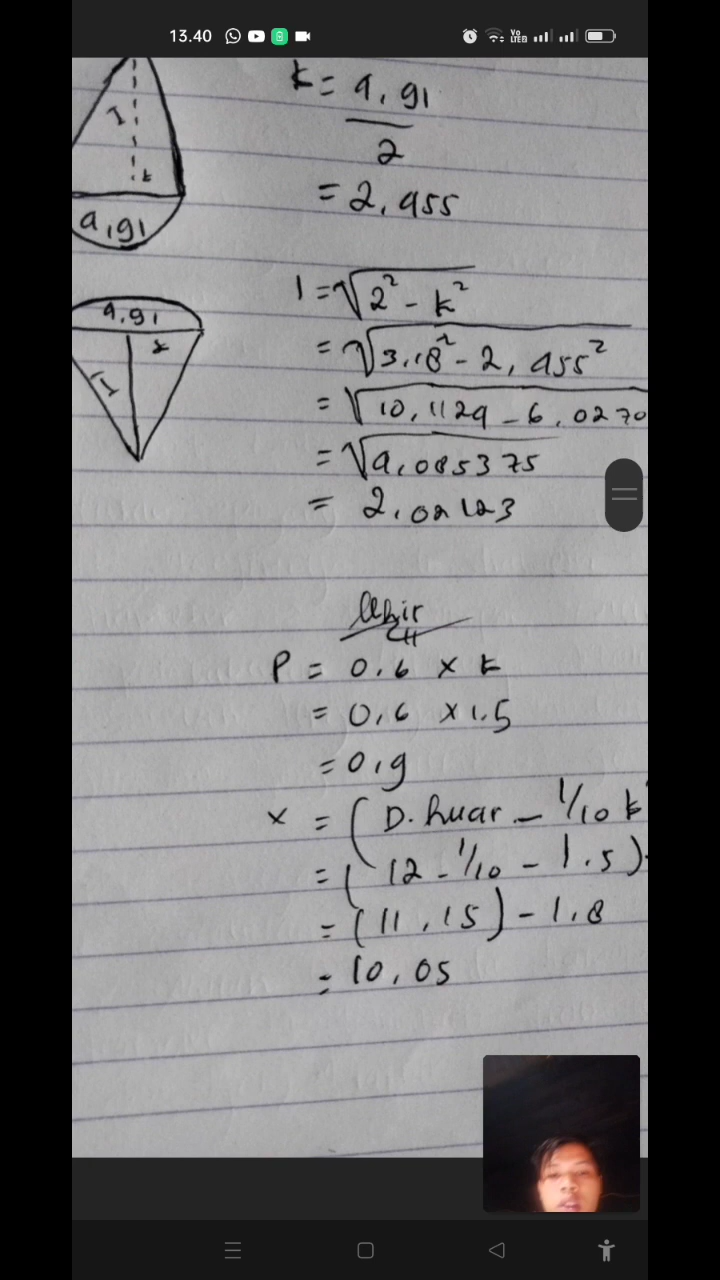 13.40
Vo
LTE2
k = 4,91
2
= 2,455
I
k
4,91
4,91
I
I = √2² - k²
= √3,18² - 2,455²
= √10,1124 - 6,0270
= √4,085375
= 2,02123
Ulir
P = 0,6 x k
= 0,6 x 1.5
= 0,9
x = ( D. Luar - 1/10 k
= ( 12 - 1/10 - 1.5) -
= (11,15) - 1,8
= 10,05